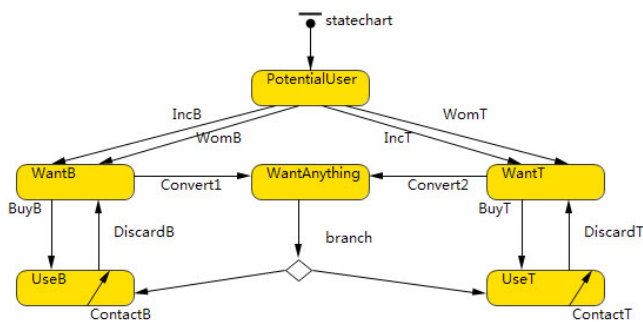 statechart
PotentialUser
IncB
WomB
IncT
WomT
WantB
Convert1
WantAnything
Convert2
WantT
BuyB
DiscardB
branch
BuyT
DiscardT
UseB
ContactB
UseT
ContactT